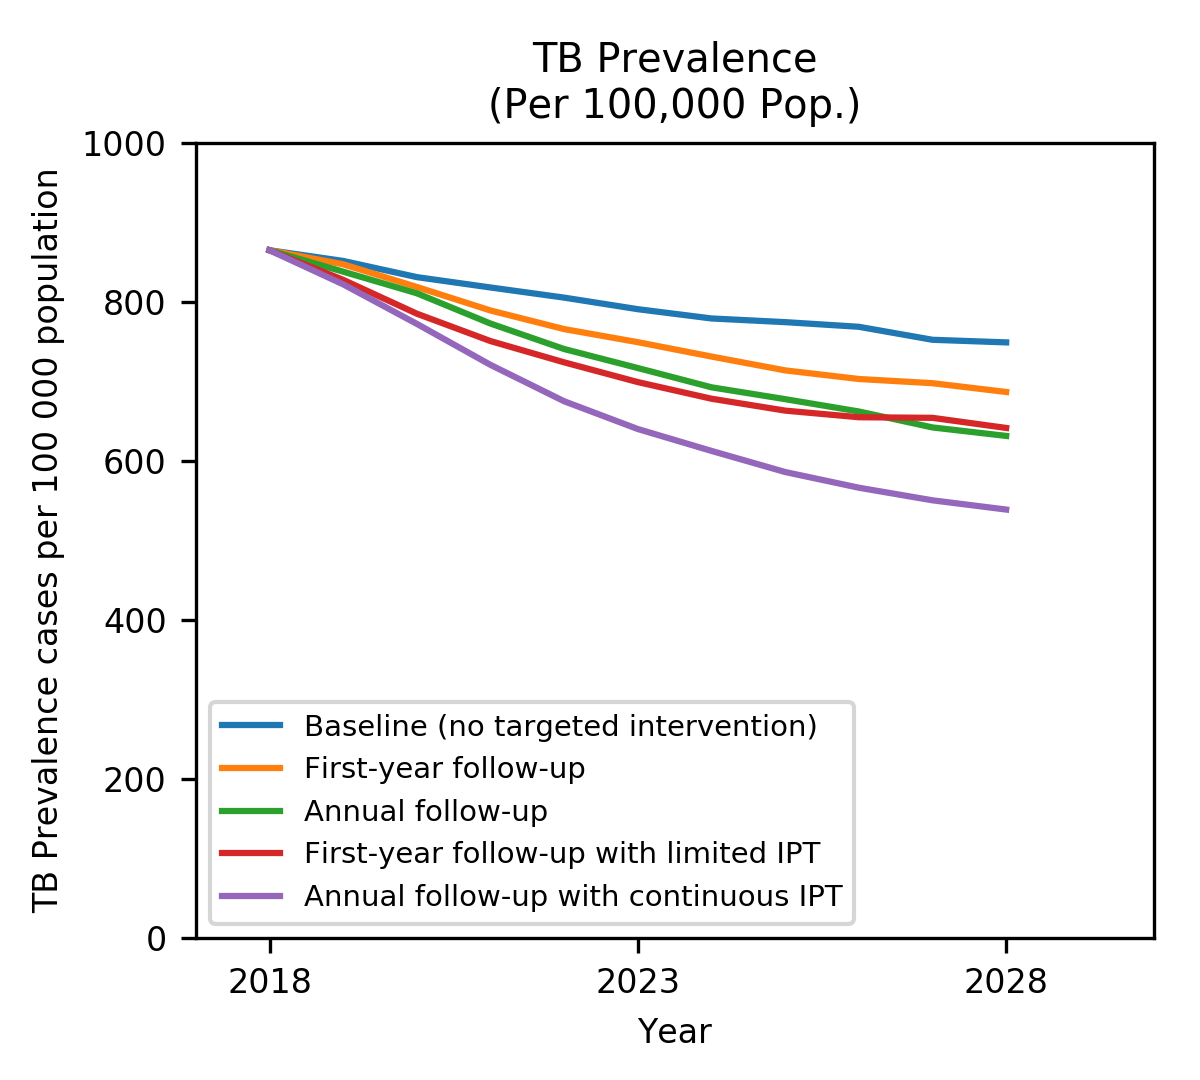 TB Prevalence
(Per 100,000 Pop.)
TB Prevalence cases per 100 000 population
1000
800
600
400
200
0
Baseline (no targeted intervention)
First-year follow-up
Annual follow-up
First-year follow-up with limited IPT
Annual follow-up with continuous IPT
2018
2023
2028
Year